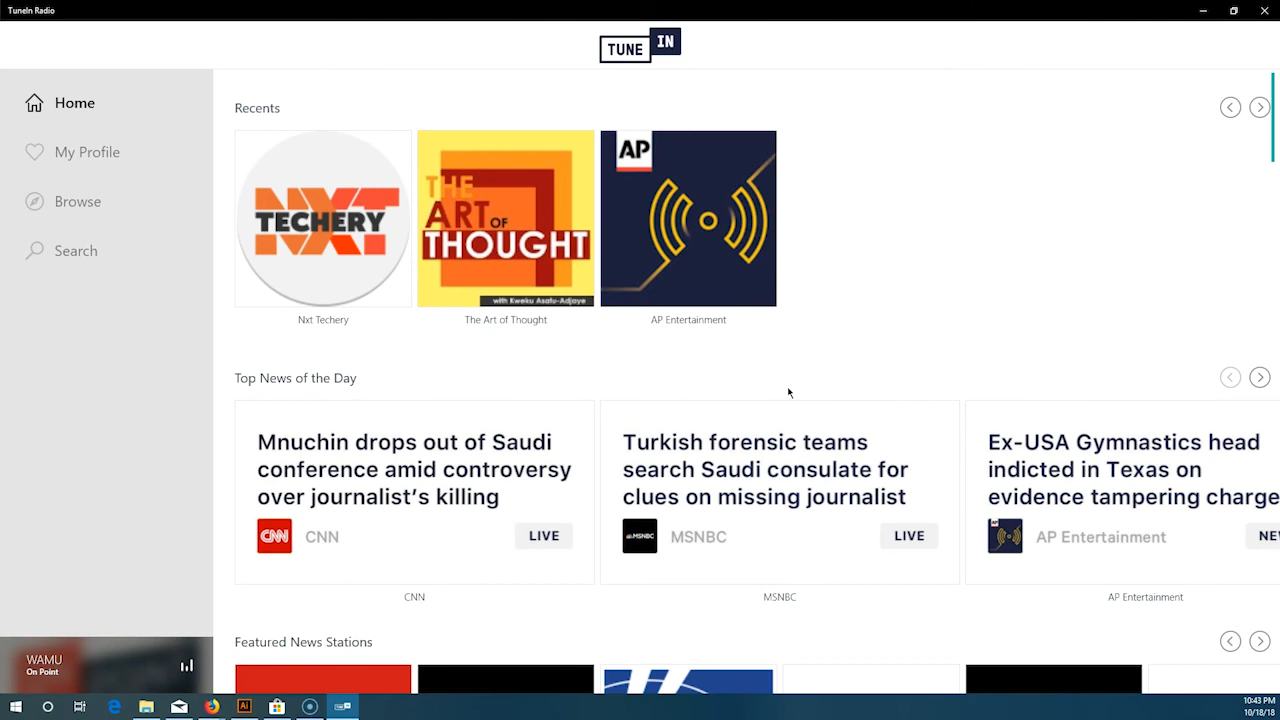 TuneIn Radio
TUNE IN
Home
My Profile
Browse
Search
Recents
NXT
TECHERY
THE
ART OF
THOUGHT
with Kweku Asafu-Adjaye
AP
Nxt Techery
The Art of Thought
AP Entertainment
Top News of the Day
Mnuchin drops out of Saudi
conference amid controversy
over journalist's killing
CNN
CNN
LIVE
CNN
Turkish forensic teams
search Saudi consulate for
clues on missing journalist
MSNBC
MSNBC
LIVE
MSNBC
Ex-USA Gymnastics head
indicted in Texas on
evidence tampering charge
AP Entertainment
NE
AP Entertainment
Featured News Stations
WAMU
On Point
Ai
10:43 PM
10/18/18